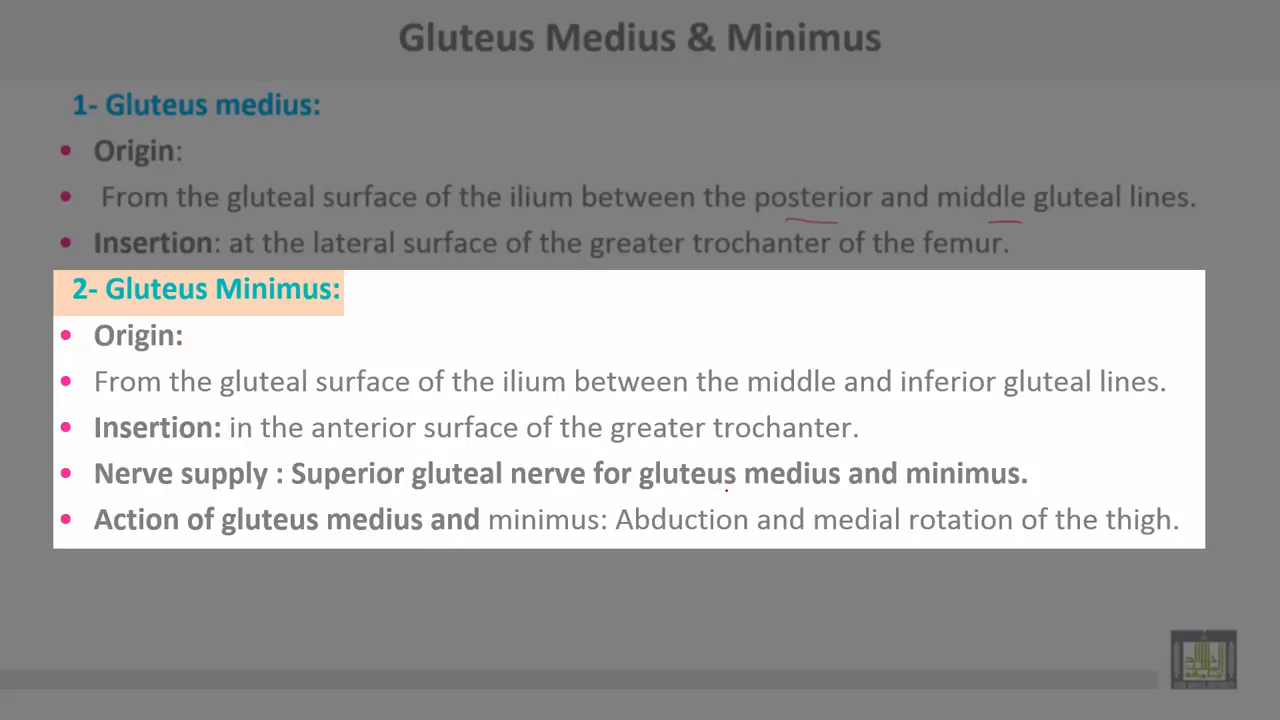 Gluteus Medius & Minimus
1- Gluteus medius:
• Origin:
• From the gluteal surface of the ilium between the posterior and middle gluteal lines.
• Insertion: at the lateral surface of the greater trochanter of the femur.
2- Gluteus Minimus:
• Origin:
• From the gluteal surface of the ilium between the middle and inferior gluteal lines.
• Insertion: in the anterior surface of the greater trochanter.
• Nerve supply : Superior gluteal nerve for gluteus medius and minimus.
• Action of gluteus medius and minimus: Abduction and medial rotation of the thigh.